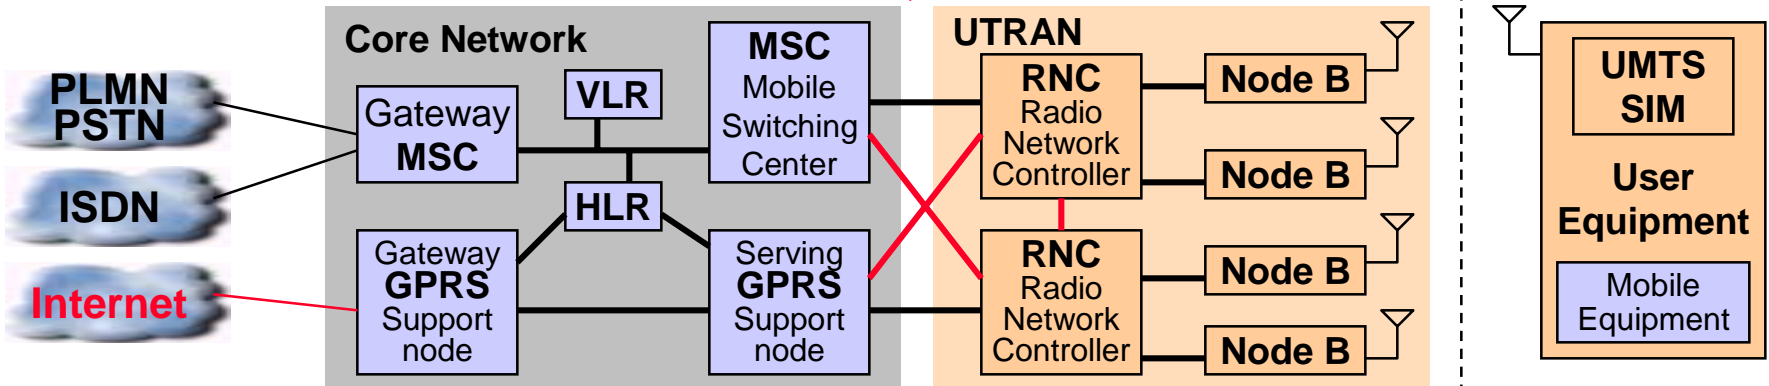 PLMN
PSTN
ISDN
Internet
Core Network
Gateway
MSC
VLR
HLR
MSC
Mobile
Switching
Center
Gateway
GPRS
Support
node
Serving
GPRS
Support
node
UTRAN
RNC
Radio
Network
Controller
RNC
Radio
Network
Controller
Node B
Node B
Node B
Node B
UMTS
SIM
User
Equipment
Mobile
Equipment